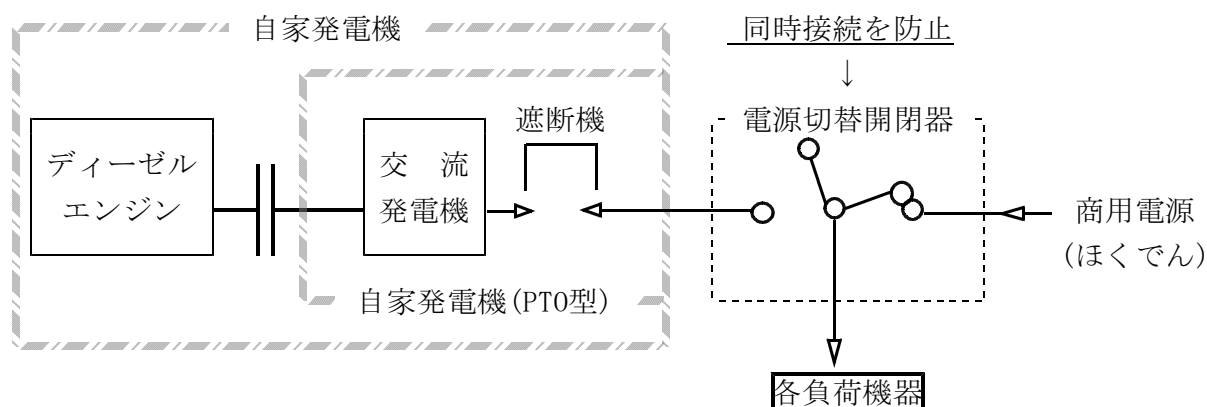 自家発電機
同時接続を防止
↓
遮断機
電源切替開閉器
ディーゼル
エンジン
交 流
発電機
商用電源
(ほくでん)
自家発電機(PTO型)
各負荷機器